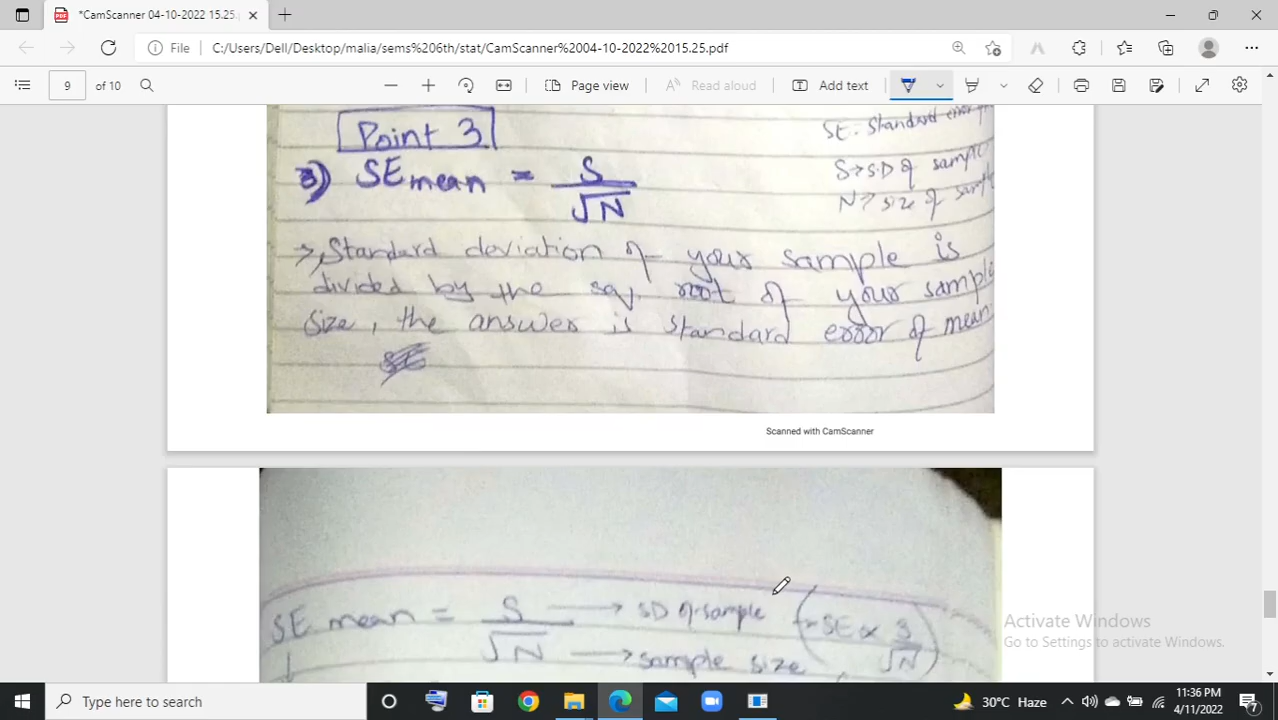 *CamScanner 04-10-2022 15.25.
File
C:/Users/Dell/Desktop/malia/sems%206th/stat/CamScanner%2004-10-2022%2015.25.pdf
9 of 10
Page view
Read aloud
Add text
Point 3
SE: Standard error
3) SE mean = S / √N
S → S.D of sample
N → size of sample
→ Standard deviation of your sample is
divided by the sqr root of your sample
size, the answer is standard error of mean
Scanned with CamScanner
SE mean = S / √N → SD of sample
→ sample size
SE ∝ S / √N
Activate Windows
Go to Settings to activate Windows.
Type here to search
30°C Haze
11:36 PM
4/11/2022
7